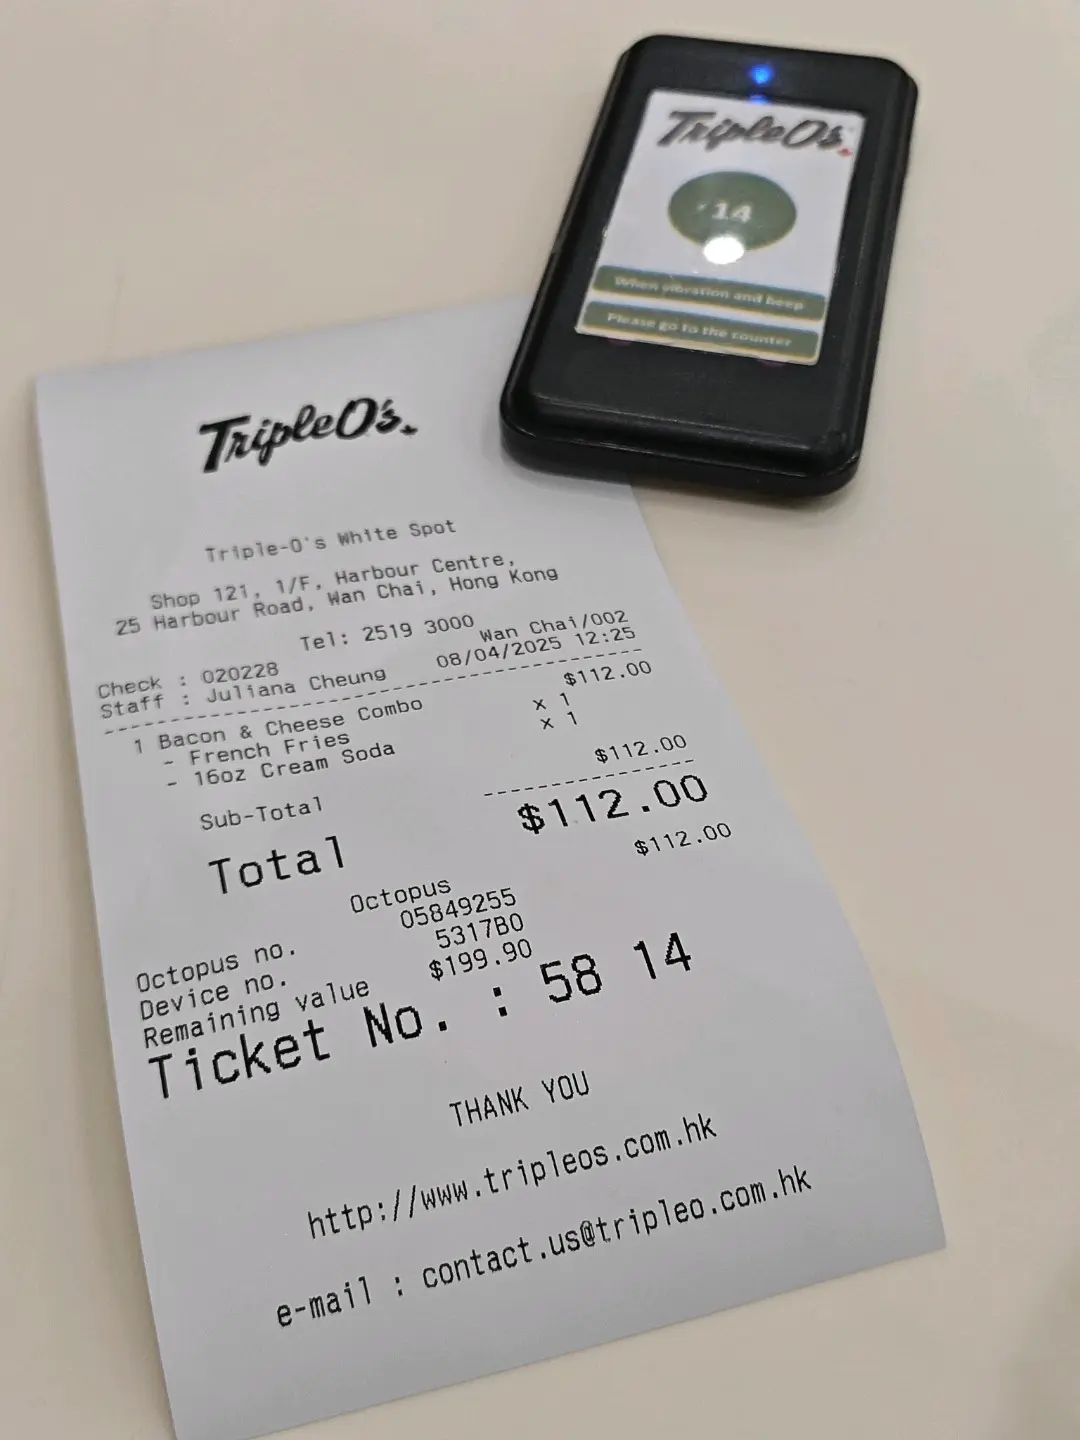 TripleO's
14
When vibration and beep
Please go to the counter
TripleO's
Triple-O's White Spot
Shop 121, 1/F, Harbour Centre,
25 Harbour Road, Wan Chai, Hong Kong
Tel: 2519 3000
Check : 020228 Wan Chai/002
Staff : Juliana Cheung 08/04/2025 12:25
1 Bacon & Cheese Combo $112.00
- French Fries x 1
- 16oz Cream Soda x 1
Sub-Total $112.00
Total $112.00
Octopus $112.00
Octopus no. 05849255
Device no. 5317B0
Remaining value $199.90
Ticket No. : 58 14
THANK YOU
http://www.tripleos.com.hk
e-mail : contact.us@tripleo.com.hk